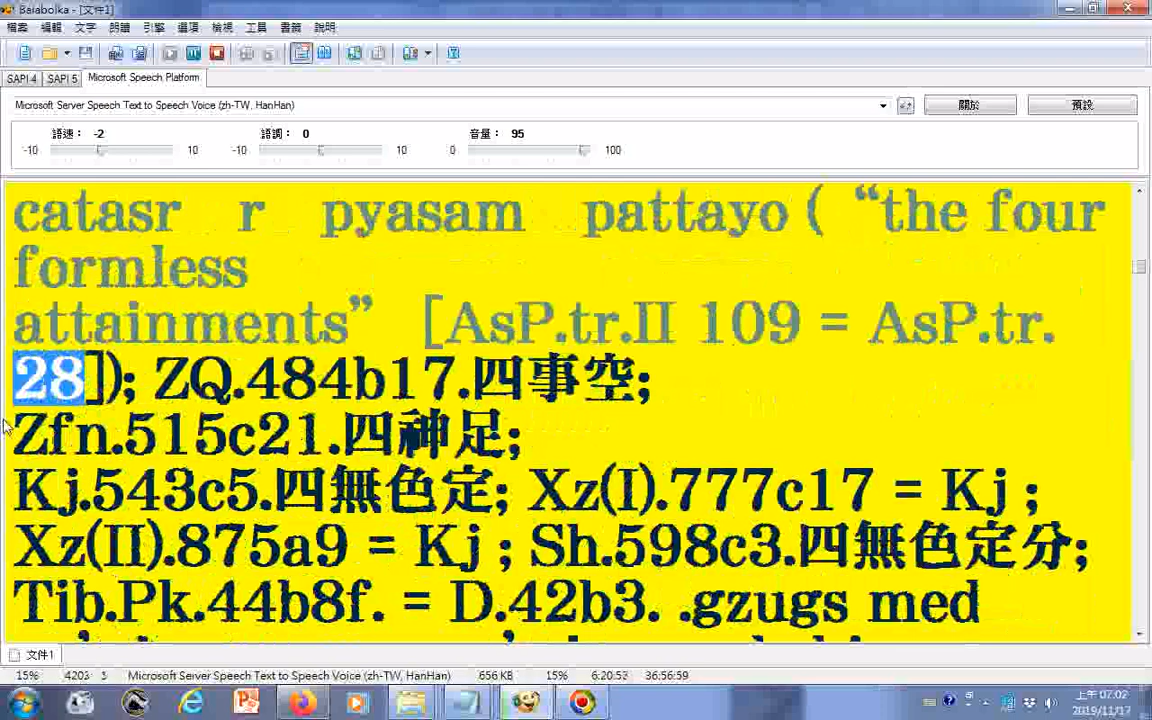 Balabolka - [文件1]
檔案 編輯 文字 朗讀 引擎 選項 檢視 工具 書籤 說明
SAPI 4 SAPI 5 Microsoft Speech Platform
Microsoft Server Speech Text to Speech Voice (zh-TW, HanHan) 關於 預設
語速： -2 語調： 0 音量： 95
-10 10 -10 10 0 100
catasr r pyasam pattayo ( “the four
formless
attainments” [AsP.tr.II 109 = AsP.tr.
28]); ZQ.484b17.四事空;
Zfn.515c21.四神足;
Kj.543c5.四無色定; Xz(I).777c17 = Kj ;
Xz(II).875a9 = Kj ; Sh.598c3.四無色定分;
Tib.Pk.44b8f. = D.42b3. .gzugs med
文件1
15% 4203 : 3 Microsoft Server Speech Text to Speech Voice (zh-TW, HanHan) 656 KB 15% 6:20:53 36:56:59
上午 07:02
2019/11/17